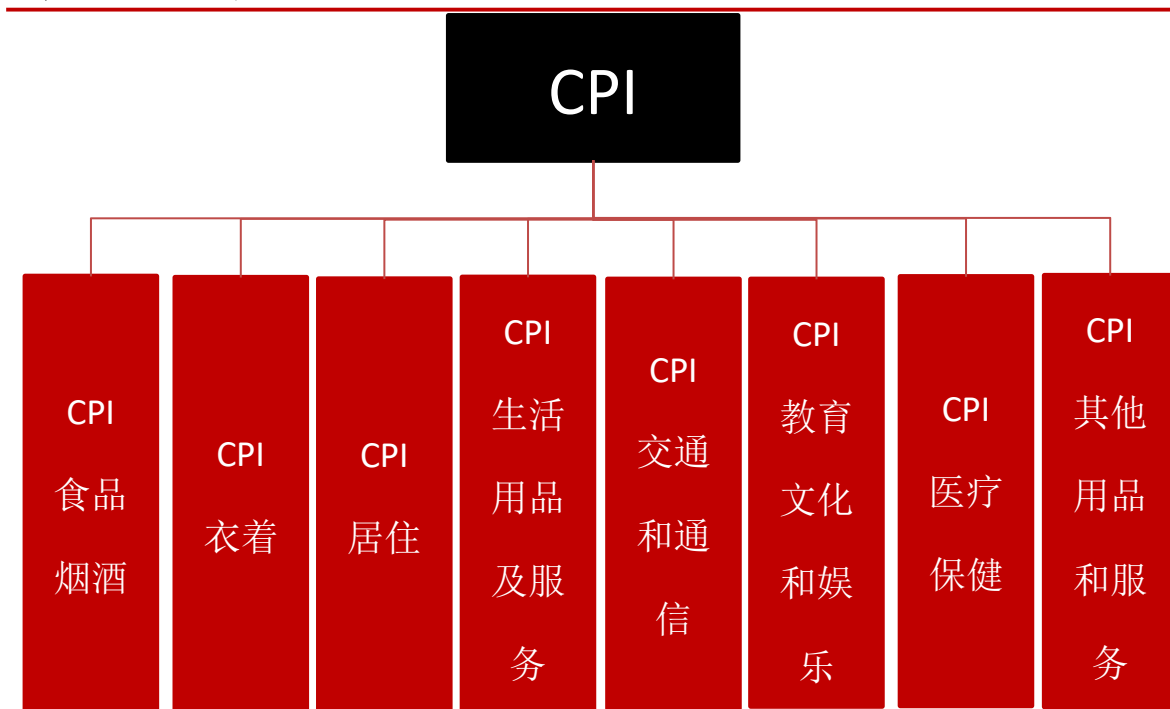 CPI
CPI
食品
烟酒
CPI
衣着
CPI
居住
CPI
生活
用品
及服
务
CPI
交通
和通
信
CPI
教育
文化
和娱
乐
CPI
医疗
保健
CPI
其他
用品
和服
务